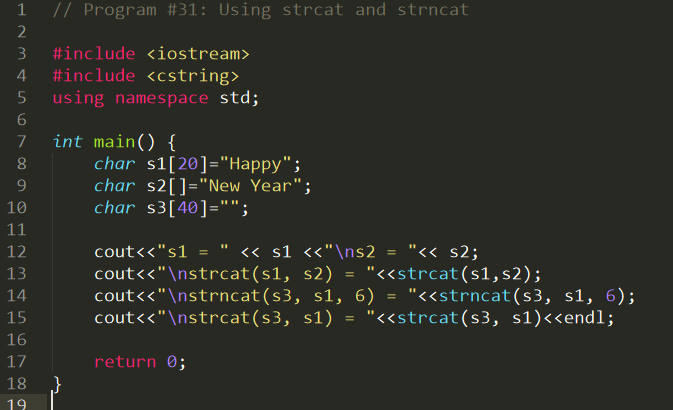 1 // Program #31: Using strcat and strncat
2
3 #include <iostream>
4 #include <cstring>
5 using namespace std;
6
7 int main() {
8     char s1[20]="Happy";
9     char s2[]="New Year";
10     char s3[40]="";
11
12     cout<<"s1 = " << s1 <<"\ns2 = "<< s2;
13     cout<<"\nstrcat(s1, s2) = "<<strcat(s1,s2);
14     cout<<"\nstrncat(s3, s1, 6) = "<<strncat(s3, s1, 6);
15     cout<<"\nstrcat(s3, s1) = "<<strcat(s3, s1)<<endl;
16
17     return 0;
18 }
19